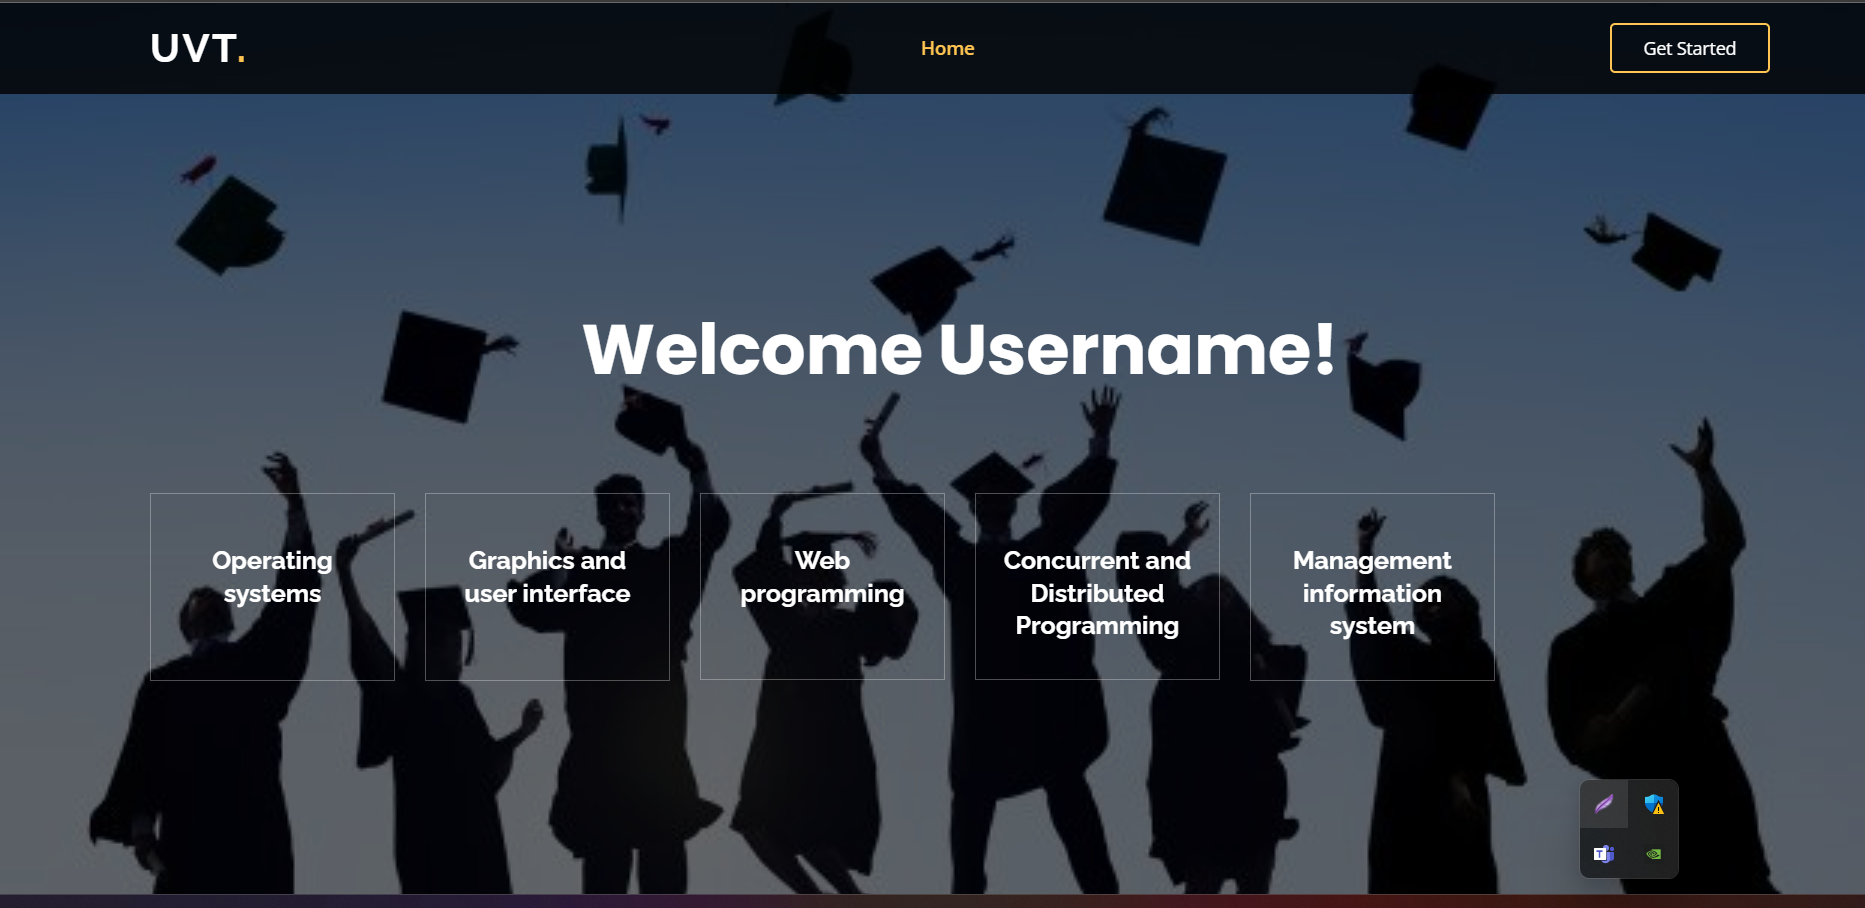 UVT.
Home
Get Started
Welcome Username!
Operating
systems
Graphics and
user interface
Web
programming
Concurrent and
Distributed
Programming
Management
information
system